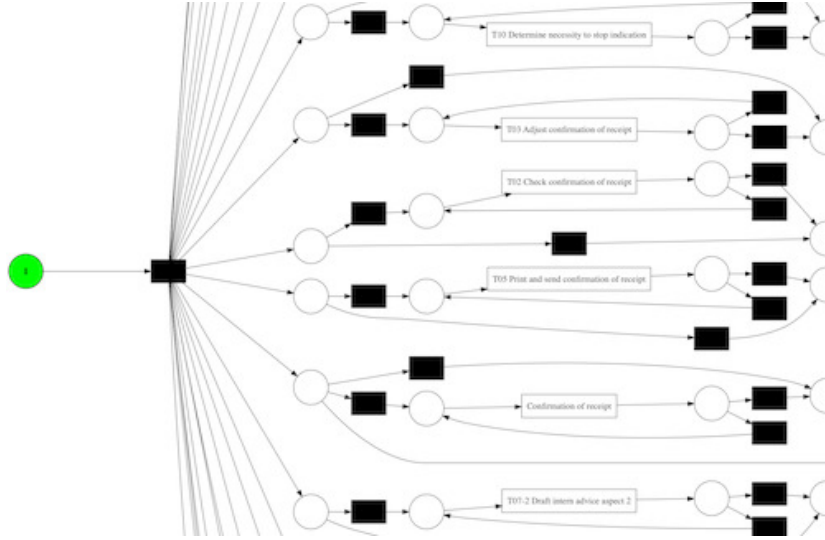 T10 Determine necessity to stop indication
T03 Adjust confirmation of receipt
T02 Check confirmation of receipt
T05 Print and send confirmation of receipt
Confirmation of receipt
T07-2 Draft intern advice aspect 2